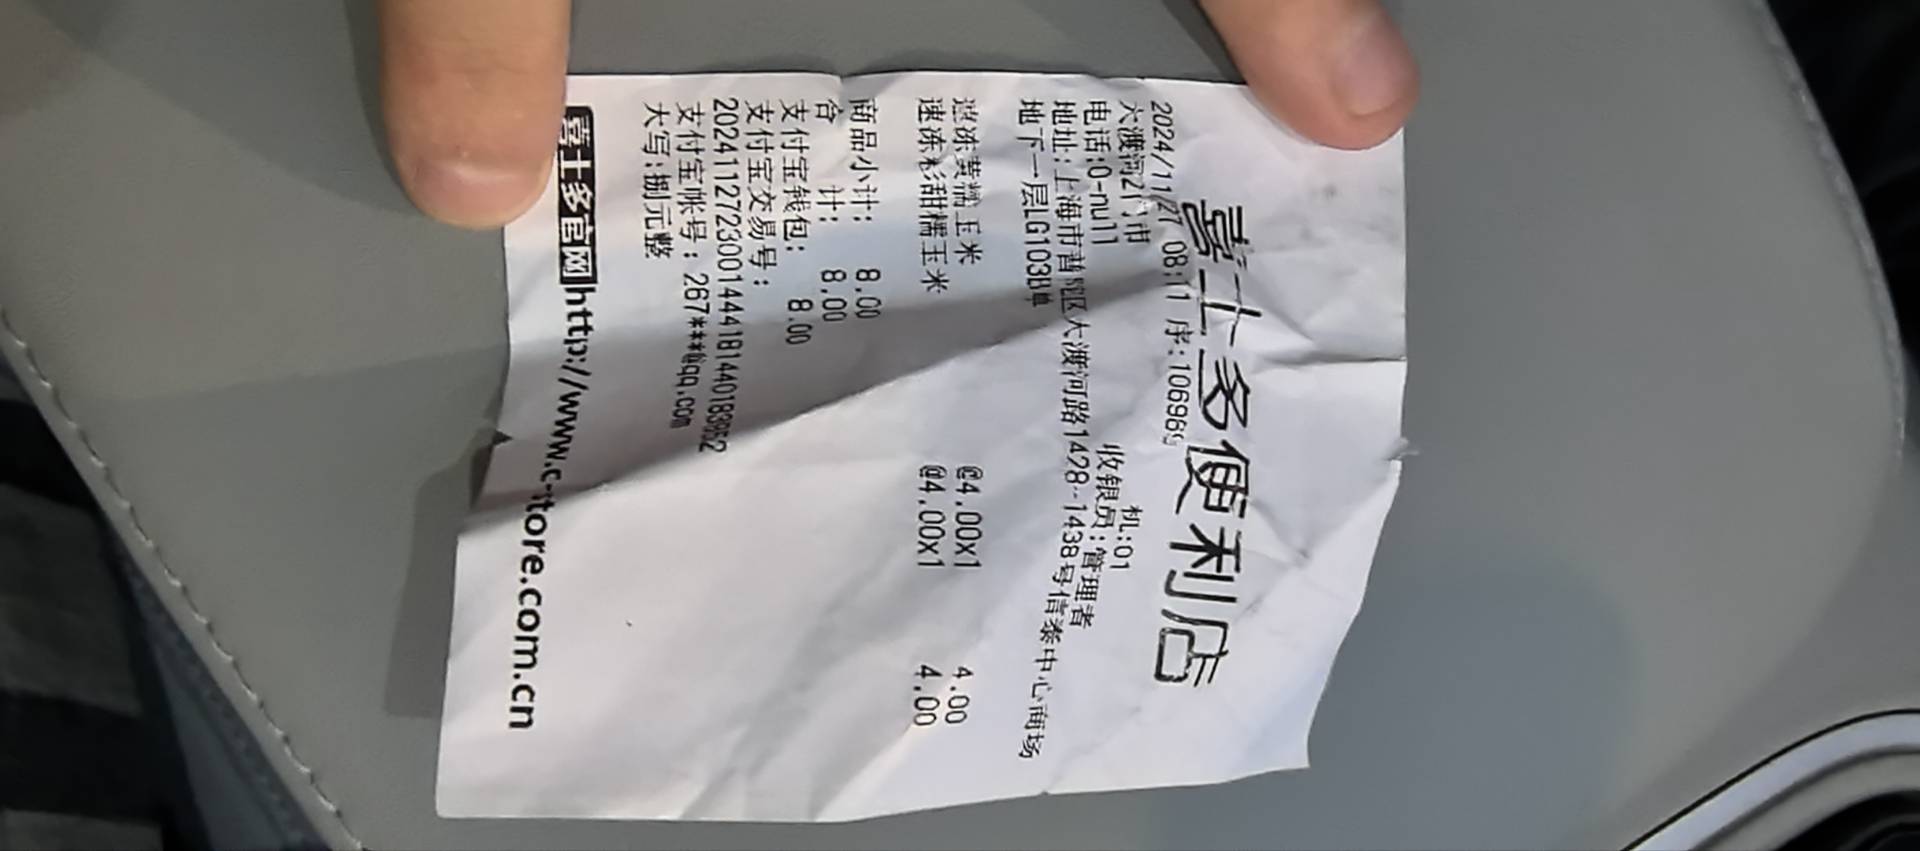 喜士多便利店
2024/11/27 08:11 序:106989
大渡河2门市 机:01
电话:0-null 收银员:管理者
地址:上海市普陀区大渡河路1428--1438号信泰中心商场
地下一层LG103B单
速冻黄糯玉米 @4.00x1 4.00
速冻彩甜糯玉米 @4.00x1 4.00
商品小计: 8.00
合 计: 8.00
支付宝钱包: 8.00
支付宝交易号:
支付宝帐号:267***@qq.com
大写:捌元整
喜士多官网http://www.c-store.com.cn